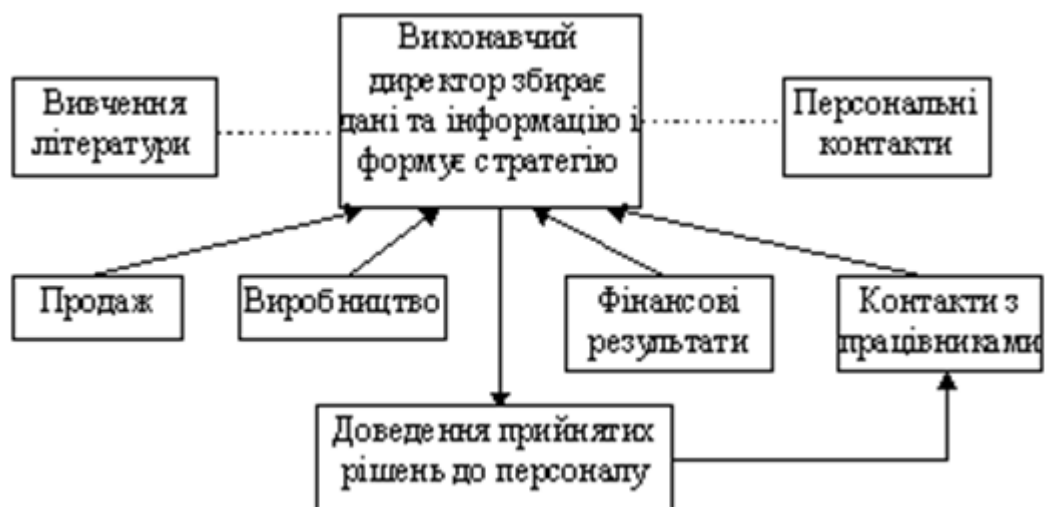 Виконавчий
директор збирає
дані та інформацію і
формує стратегію
Вивчення
літератури
Персональні
контакти
Продаж
Виробництво
Фінансові
результати
Контакти з
працівниками
Доведення прийнятих
рішень до персоналу